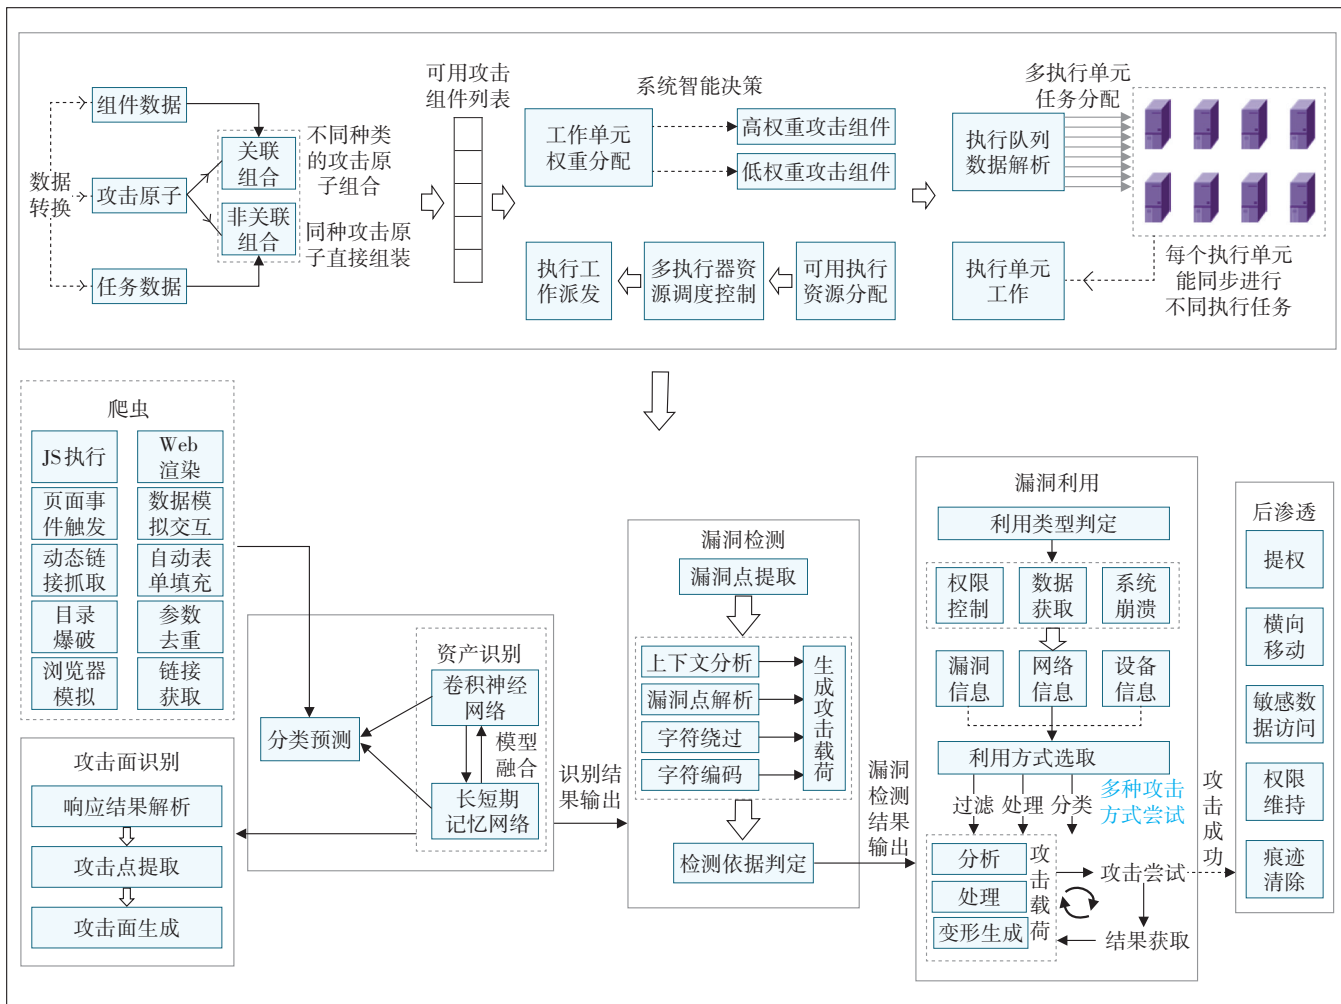 组件数据
数据
转换
攻击原子
任务数据
关联
组合
非关联
组合
不同种类
的攻击原
子组合
同种攻击原
子直接组装
可用攻击
组件列表
系统智能决策
工作单元
权重分配
高权重攻击组件
低权重攻击组件
执行工
作派发
多执行器资
源调度控制
可用执行
资源分配
多执行单元
任务分配
执行队列
数据解析
执行单元
工作
每个执行单元
能同步进行
不同执行任务
爬虫
JS执行
Web
渲染
页面事
件触发
数据模
拟交互
动态链
接抓取
自动表
单填充
目录
爆破
参数
去重
浏览器
模拟
链接
获取
攻击面识别
响应结果解析
攻击点提取
攻击面生成
分类预测
资产识别
卷积神经
网络
模型
融合
长短期
记忆网络
识别结
果输出
漏洞检测
漏洞点提取
上下文分析
漏洞点解析
字符绕过
字符编码
生成攻击载荷
检测依据判定
漏洞
检测
结果
输出
漏洞利用
利用类型判定
权限
控制
数据
获取
系统
崩溃
漏洞
信息
网络
信息
设备
信息
利用方式选取
过滤
处理
分类
多种攻击
方式尝试
分析
处理
变形生成
攻击载荷
攻击尝试
结果获取
攻击成功
后渗透
提权
横向
移动
敏感数
据访问
权限
维持
痕迹
清除